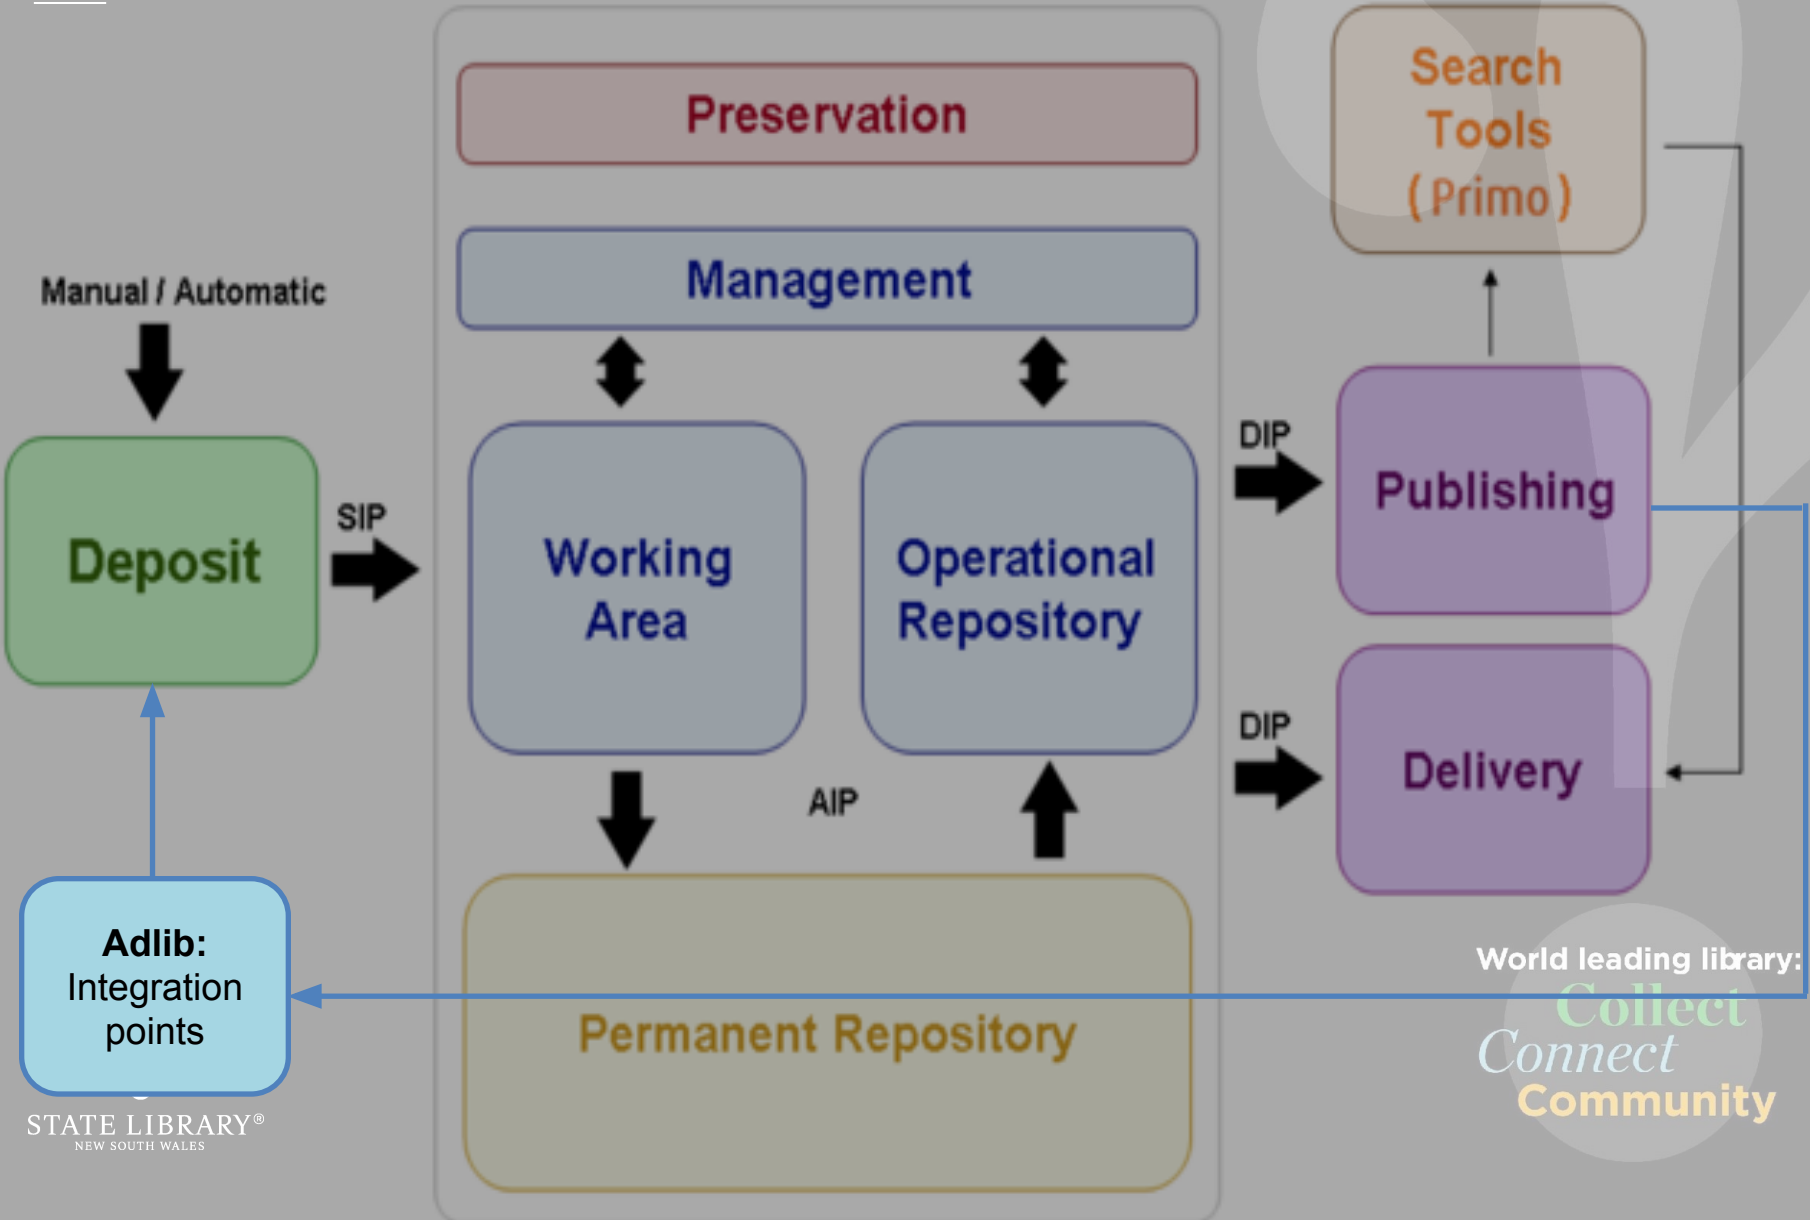 Preservation
Management
Search
Tools
(Primo)
Manual / Automatic
Deposit
SIP
Working
Area
Operational
Repository
DIP
Publishing
DIP
Delivery
AIP
Permanent Repository
Adlib:
Integration
points
STATE LIBRARY®
NEW SOUTH WALES
World leading library:
Collect
Connect
Community